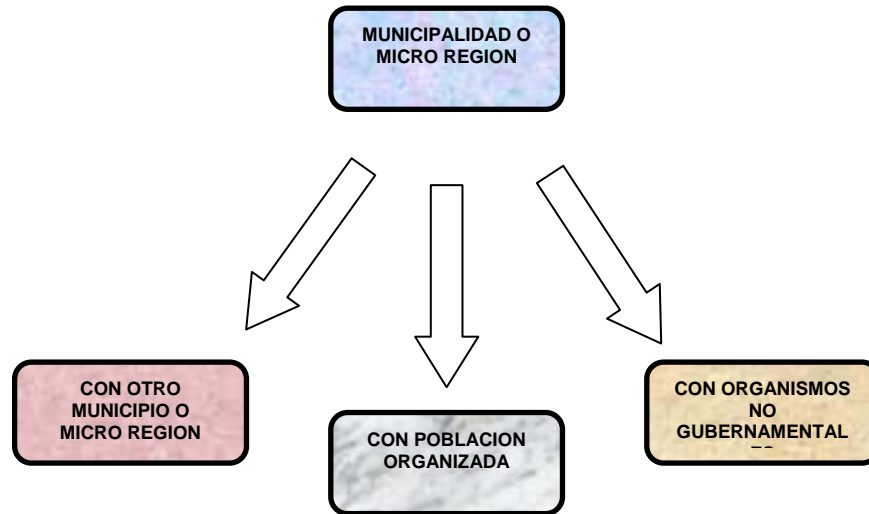 MUNICIPALIDAD O
MICRO REGION
CON OTRO
MUNICIPIO O
MICRO REGION
CON POBLACION
ORGANIZADA
CON ORGANISMOS
NO
GUBERNAMENTAL